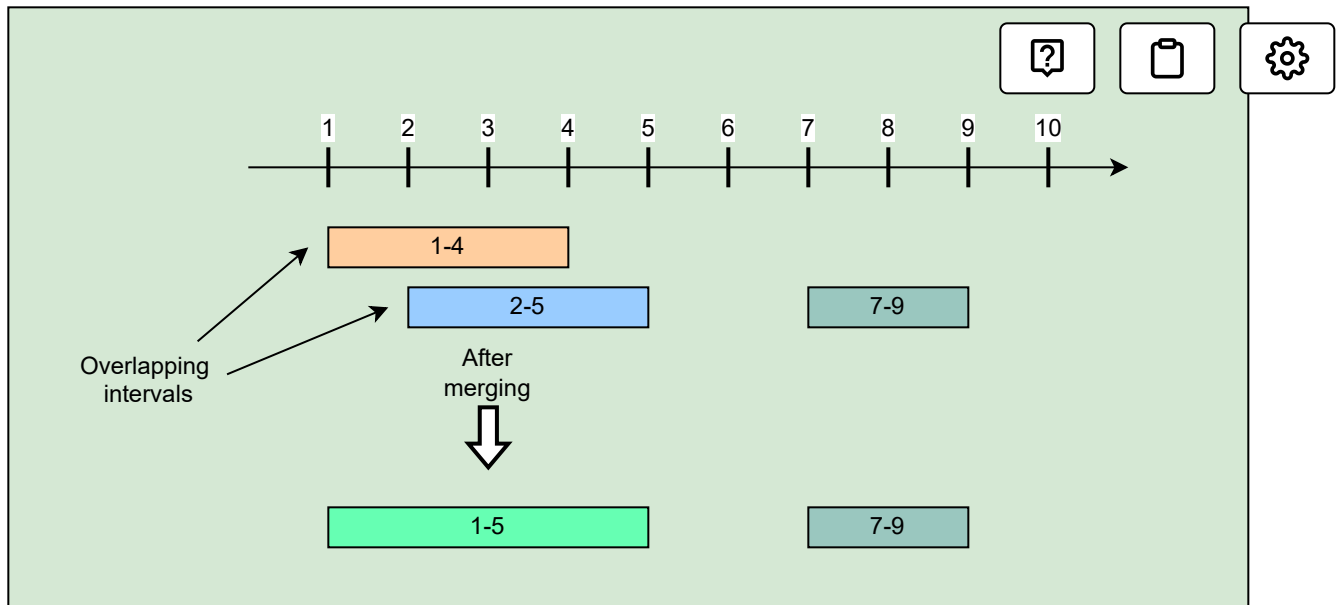 1 2 3 4 5 6 7 8 9 10
1-4
2-5 7-9
Overlapping
intervals
After
merging
1-5 7-9